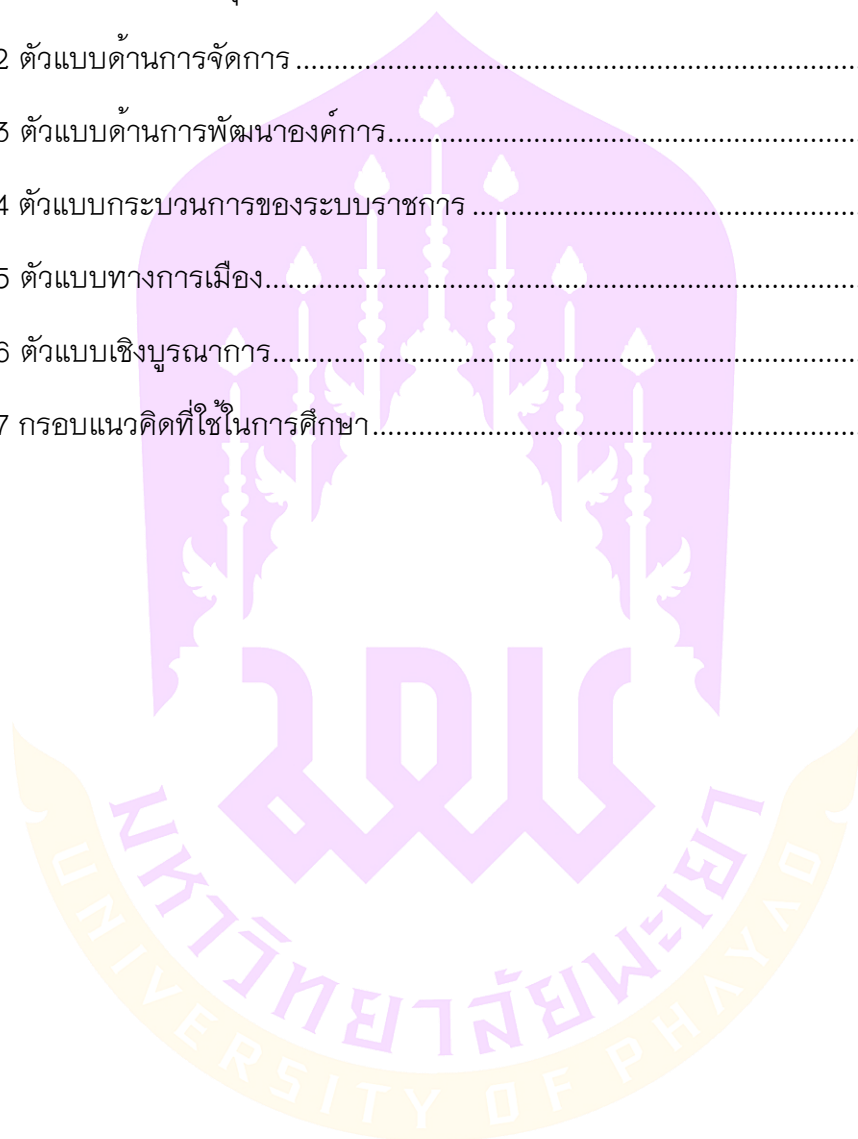 2 ตัวแบบด้านการจัดการ ........................................................................
3 ตัวแบบด้านการพัฒนาองค์การ........................................................................
4 ตัวแบบกระบวนการของระบบราชการ ........................................................................
5 ตัวแบบทางการเมือง........................................................................
6 ตัวแบบเชิงบูรณาการ........................................................................
7 กรอบแนวคิดที่ใช้ในการศึกษา........................................................................
มหาวิทยาลัยพะเยา
UNIVERSITY OF PHAYAO